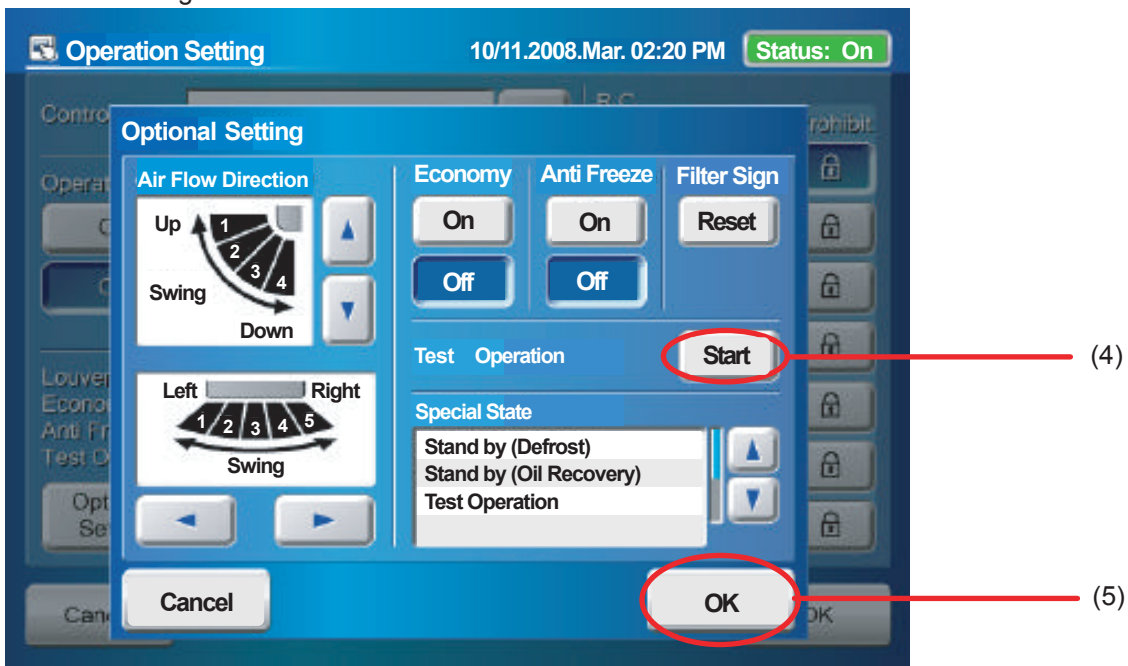 Operation Setting 10/11.2008.Mar. 02:20 PM Status: On
Optional Setting
Air Flow Direction
Up
1
2
3
4
Swing
Down
Left Right
1 2 3 4 5
Swing
Economy Anti Freeze Filter Sign
On On Reset
Off Off
Test Operation Start (4)
Special State
Stand by (Defrost)
Stand by (Oil Recovery)
Test Operation
Cancel OK (5)